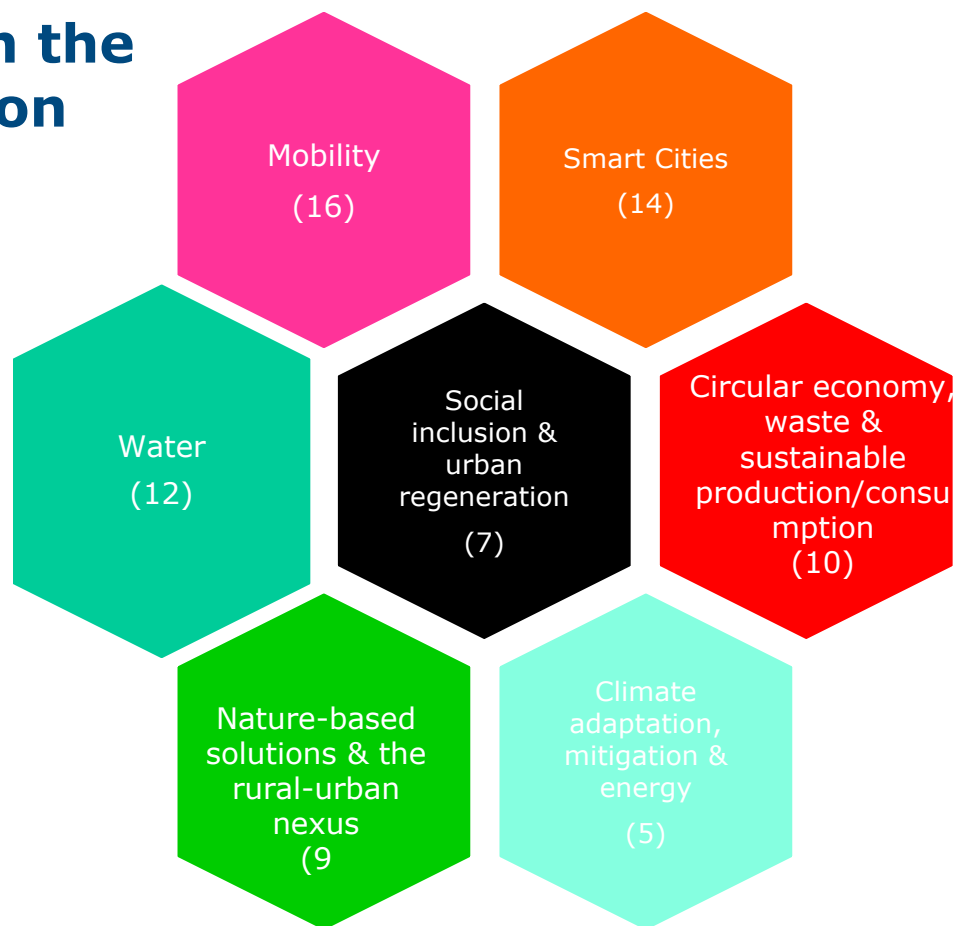 n the
on
Mobility
(16)
Smart Cities
(14)
Water
(12)
Social
inclusion &
urban
regeneration
(7)
Circular economy,
waste &
sustainable
production/consu
mption
(10)
Nature-based
solutions & the
rural-urban
nexus
(9
Climate
adaptation,
mitigation &
energy
(5)